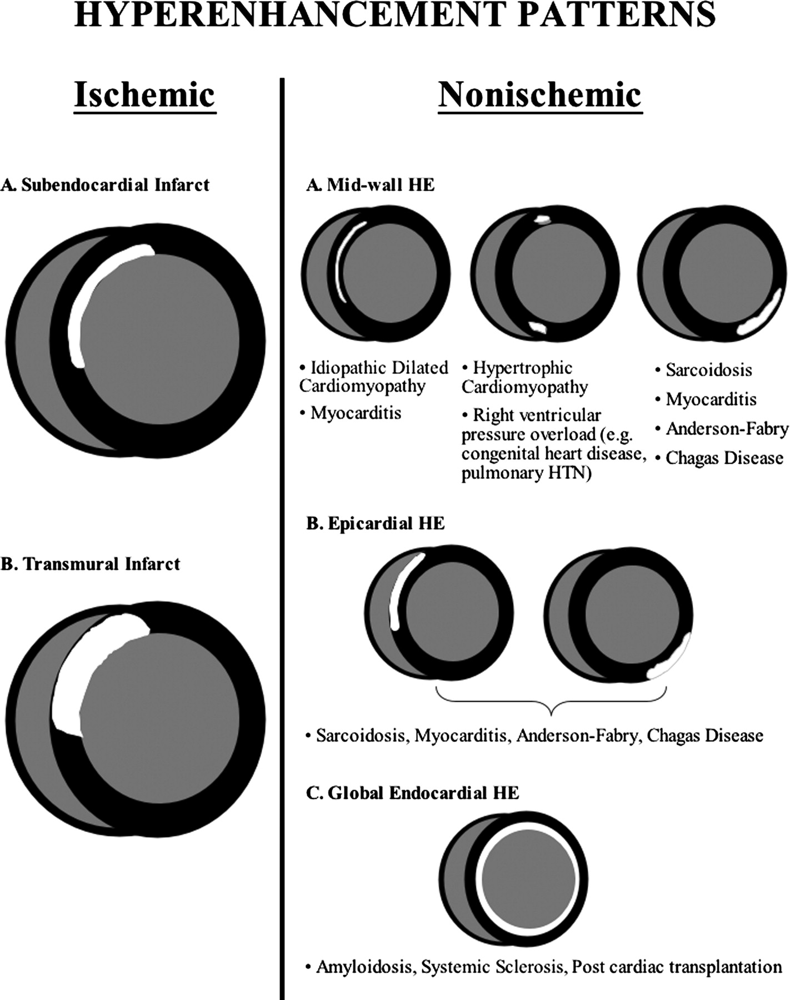 HYPERENHANCEMENT PATTERNS
Ischemic
A. Subendocardial Infarct
B. Transmural Infarct
Nonischemic
A. Mid-wall HE
• Idiopathic Dilated
Cardiomyopathy
• Myocarditis
• Hypertrophic
Cardiomyopathy
• Right ventricular
pressure overload (e.g.
congenital heart disease,
pulmonary HTN)
• Sarcoidosis
• Myocarditis
• Anderson-Fabry
• Chagas Disease
B. Epicardial HE
• Sarcoidosis, Myocarditis, Anderson-Fabry, Chagas Disease
C. Global Endocardial HE
• Amyloidosis, Systemic Sclerosis, Post cardiac transplantation